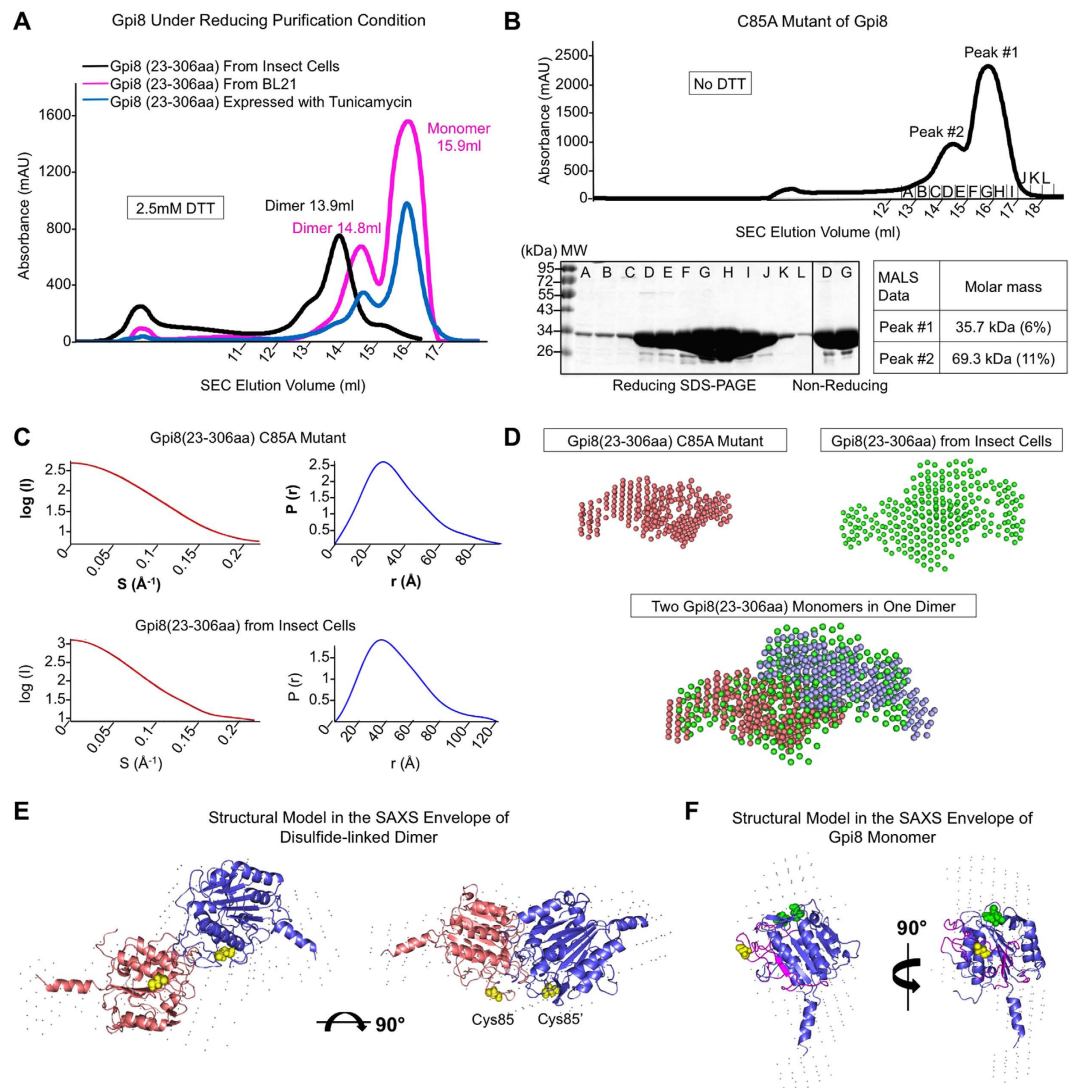 A
Gpi8 Under Reducing Purification Condition
Gpi8 (23-306aa) From Insect Cells
Gpi8 (23-306aa) From BL21
Gpi8 (23-306aa) Expressed with Tunicamycin
Absorbance (mAU)
1600
1200
800
400
0
2.5mM DTT
Monomer
15.9ml
Dimer 13.9ml
Dimer 14.8ml
11
12
13
14
15
16
17
SEC Elution Volume (ml)
B
C85A Mutant of Gpi8
Absorbance (mAU)
2500
2000
1500
1000
500
0
No DTT
Peak #1
Peak #2
A B C D E F G H I J K L
12
13
14
15
16
17
18
SEC Elution Volume (ml)
(kDa) MW
95
72
55
43
34
26
A B C D E F G H I J K L D G
Reducing SDS-PAGE
Non-Reducing
MALS
Data
Molar mass
Peak #1
35.7 kDa (6%)
Peak #2
69.3 kDa (11%)
C
Gpi8(23-306aa) C85A Mutant
log (I)
2.5
2
1.5
1
0
0.05
0.1
0.15
0.2
S (Å-1)
P (r)
2.5
2
1.5
1
0.5
0
20
40
60
80
r (Å)
Gpi8(23-306aa) from Insect Cells
log (I)
3
2.5
2
1.5
1
0
0.05
0.1
0.15
0.2
S (Å-1)
P (r)
1.5
1
0.5
0
20
40
60
80
100
120
r (Å)
D
Gpi8(23-306aa) C85A Mutant
Gpi8(23-306aa) from Insect Cells
Two Gpi8(23-306aa) Monomers in One Dimer
E
Structural Model in the SAXS Envelope of
Disulfide-linked Dimer
90°
Cys85
Cys85'
F
Structural Model in the SAXS Envelope of
Gpi8 Monomer
90°